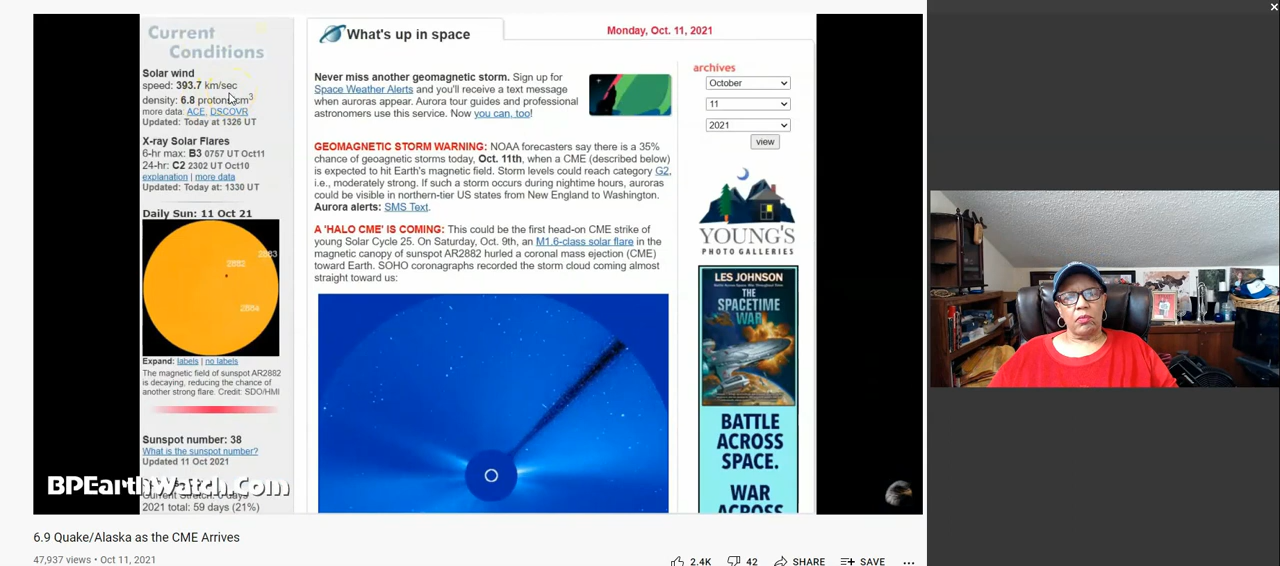 Current
Conditions
Solar wind
speed: 393.7 km/sec
density: 6.8 protons/cm3
more data: ACE, DSCOVR
Updated: Today at 1326 UT
X-ray Solar Flares
6-hr max: B3 0757 UT Oct11
24-hr: C2 2302 UT Oct10
explanation | more data
Updated: Today at: 1330 UT
Daily Sun: 11 Oct 21
2883
2882
2884
Expand: labels | no labels
The magnetic field of sunspot AR2882
is decaying, reducing the chance of
another strong flare. Credit: SDO/HMI
Sunspot number: 38
What is the sunspot number?
Updated 11 Oct 2021
BPEarthWatch.Com
Current Stretch: 0 days
2021 total: 59 days (21%)
What's up in space
Monday, Oct. 11, 2021
Never miss another geomagnetic storm. Sign up for
Space Weather Alerts and you'll receive a text message
when auroras appear. Aurora tour guides and professional
astronomers use this service. Now you can, too!
GEOMAGNETIC STORM WARNING: NOAA forecasters say there is a 35%
chance of geoagnetic storms today, Oct. 11th, when a CME (described below)
is expected to hit Earth's magnetic field. Storm levels could reach category G2,
i.e., moderately strong. If such a storm occurs during nightime hours, auroras
could be visible in northern-tier US states from New England to Washington.
Aurora alerts: SMS Text.
A 'HALO CME' IS COMING: This could be the first head-on CME strike of
young Solar Cycle 25. On Saturday, Oct. 9th, an M1.6-class solar flare in the
magnetic canopy of sunspot AR2882 hurled a coronal mass ejection (CME)
toward Earth. SOHO coronagraphs recorded the storm cloud coming almost
straight toward us:
archives
October
11
2021
view
YOUNG'S
PHOTO GALLERIES
LES JOHNSON
THE
SPACETIME
WAR
BATTLE
ACROSS
SPACE.
WAR
ACROSS
6.9 Quake/Alaska as the CME Arrives
47,937 views • Oct 11, 2021
2.4K
42
SHARE
SAVE